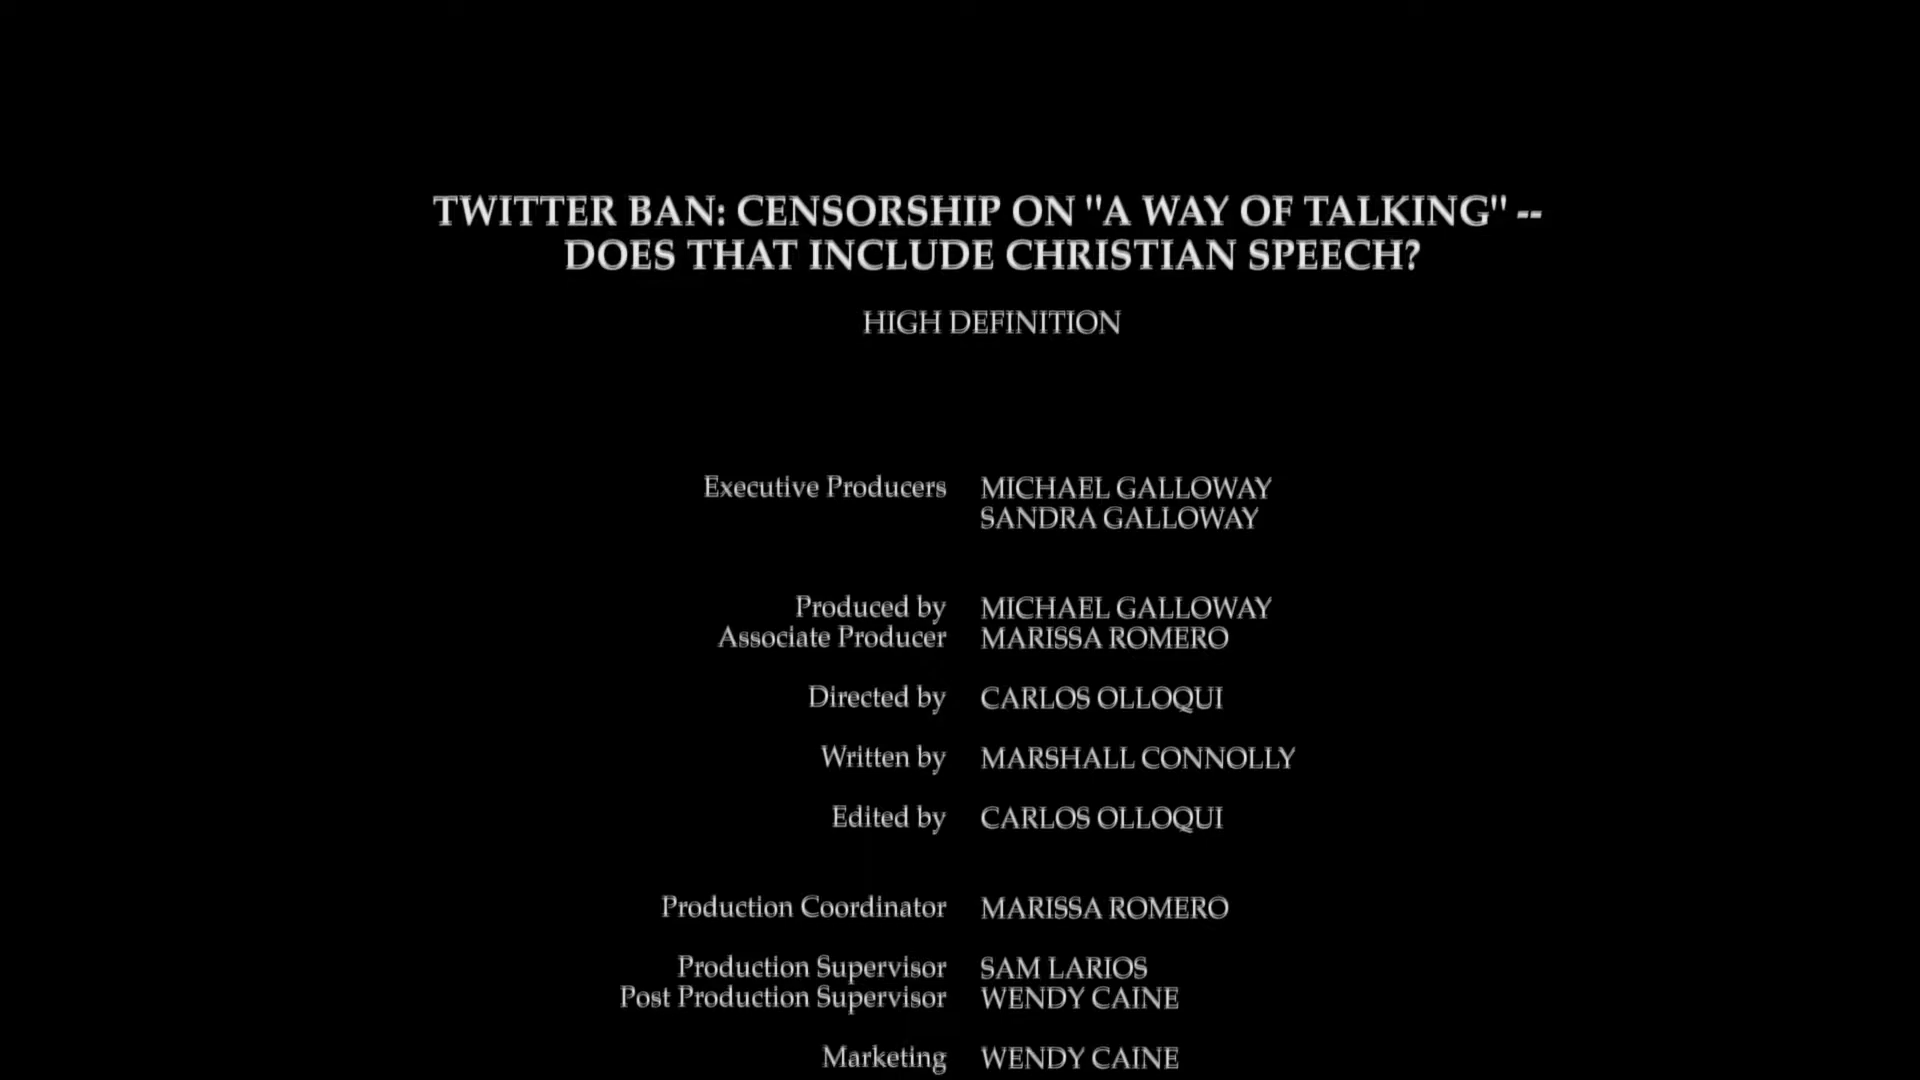 TWITTER BAN: CENSORSHIP ON "A WAY OF TALKING" --
DOES THAT INCLUDE CHRISTIAN SPEECH?
HIGH DEFINITION
Executive Producers MICHAEL GALLOWAY
SANDRA GALLOWAY
Produced by MICHAEL GALLOWAY
Associate Producer MARISSA ROMERO
Directed by CARLOS OLLOQUI
Written by MARSHALL CONNOLLY
Edited by CARLOS OLLOQUI
Production Coordinator MARISSA ROMERO
Production Supervisor SAM LARIOS
Post Production Supervisor WENDY CAINE
Marketing WENDY CAINE